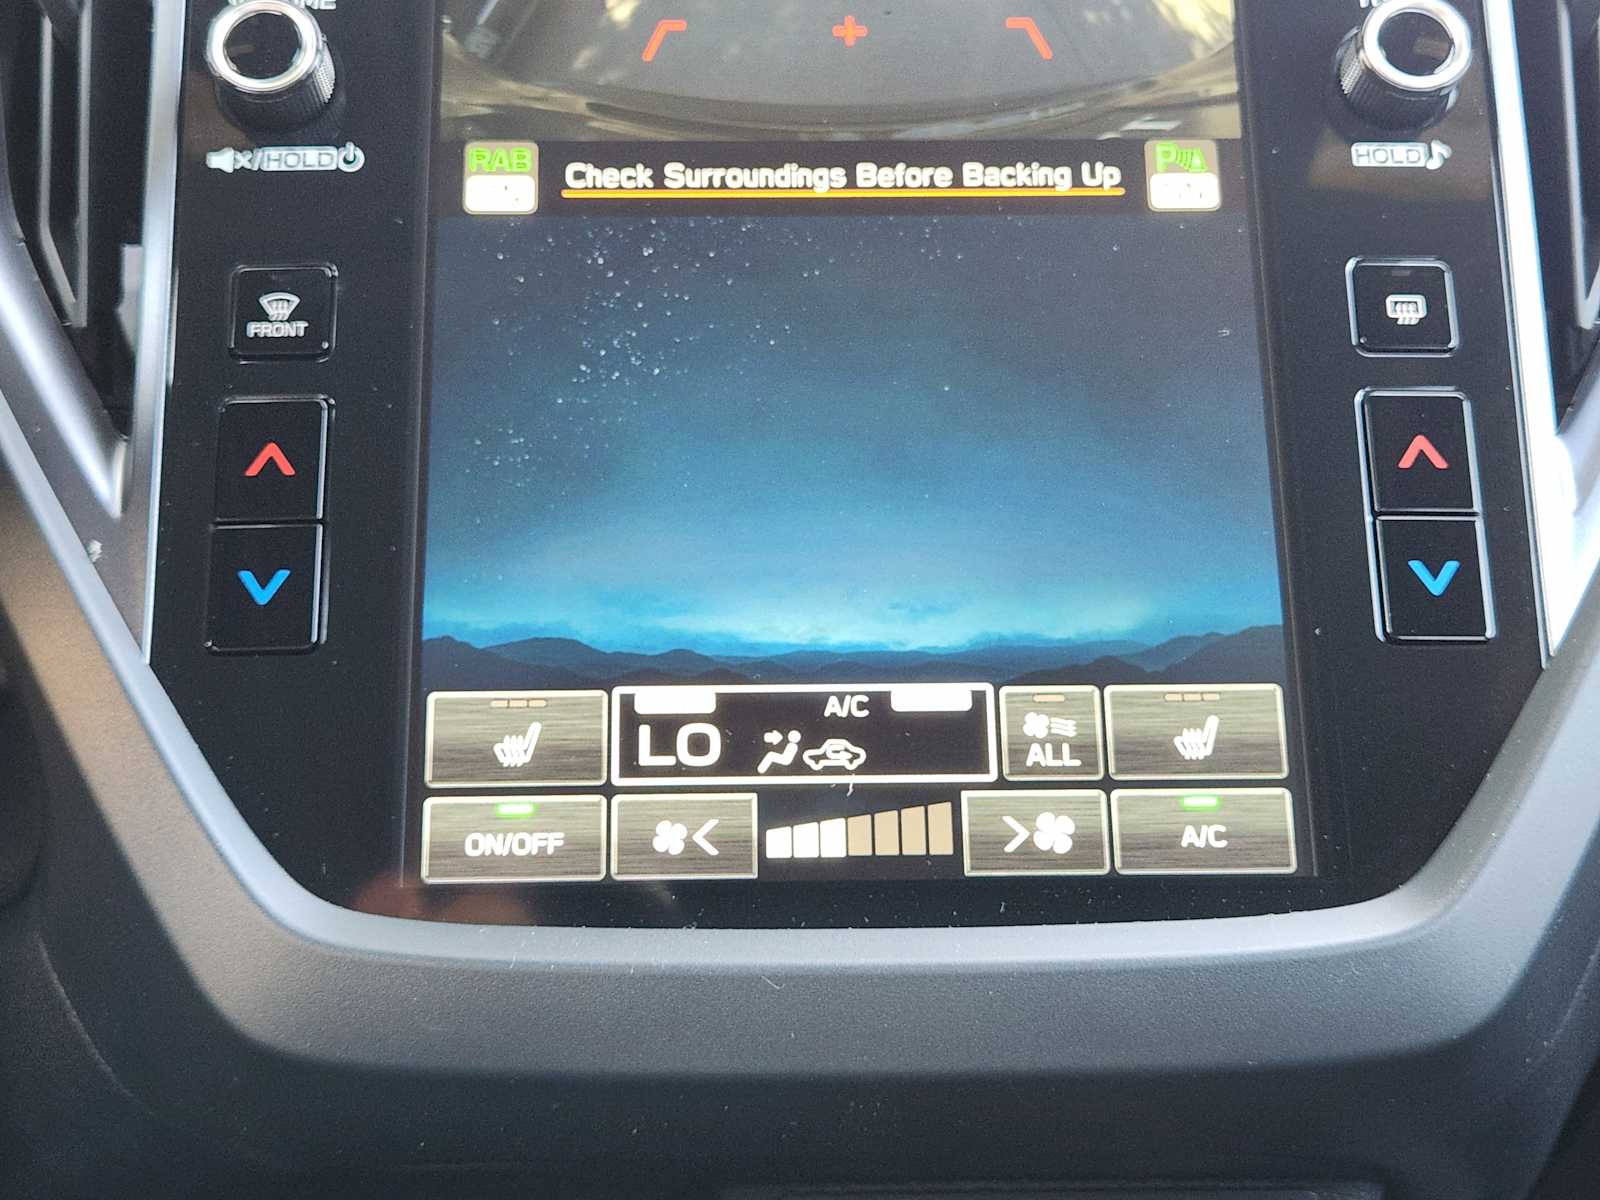 HOLD
HOLD
RAB
Check Surroundings Before Backing Up
FRONT
A/C
LO
ALL
ON/OFF
A/C